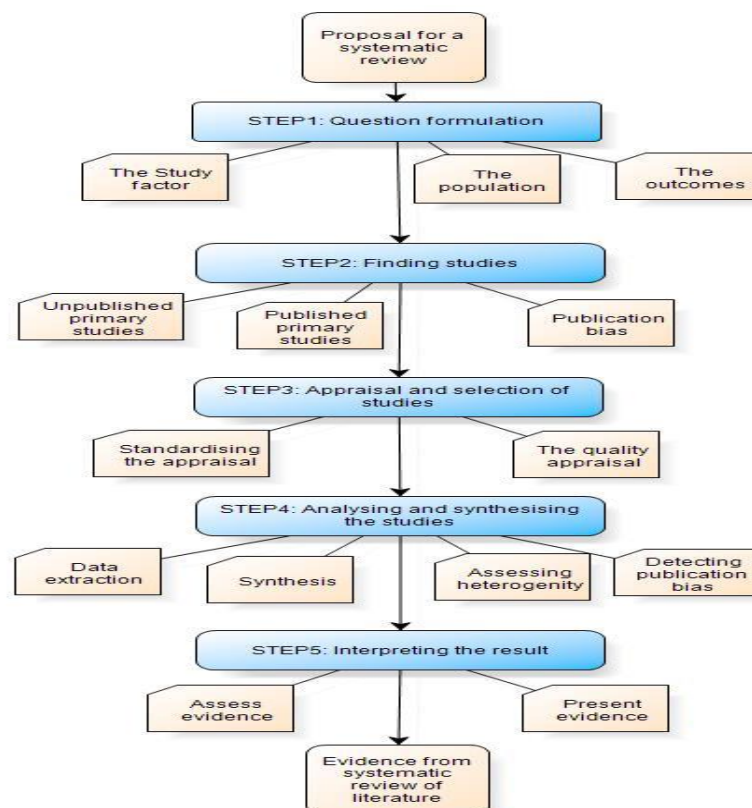 Proposal for a
systematic
review
STEP1: Question formulation
The Study
factor
The
population
The
outcomes
STEP2: Finding studies
Unpublished
primary
studies
Published
primary
studies
Publication
bias
STEP3: Appraisal and selection of
studies
Standardising
the appraisal
The quality
appraisal
STEP4: Analysing and synthesising
the studies
Data
extraction
Synthesis
Assessing
heterogenity
Detecting
publication
bias
STEP5: Interpreting the result
Assess
evidence
Present
evidence
Evidence from
systematic
review of
literature